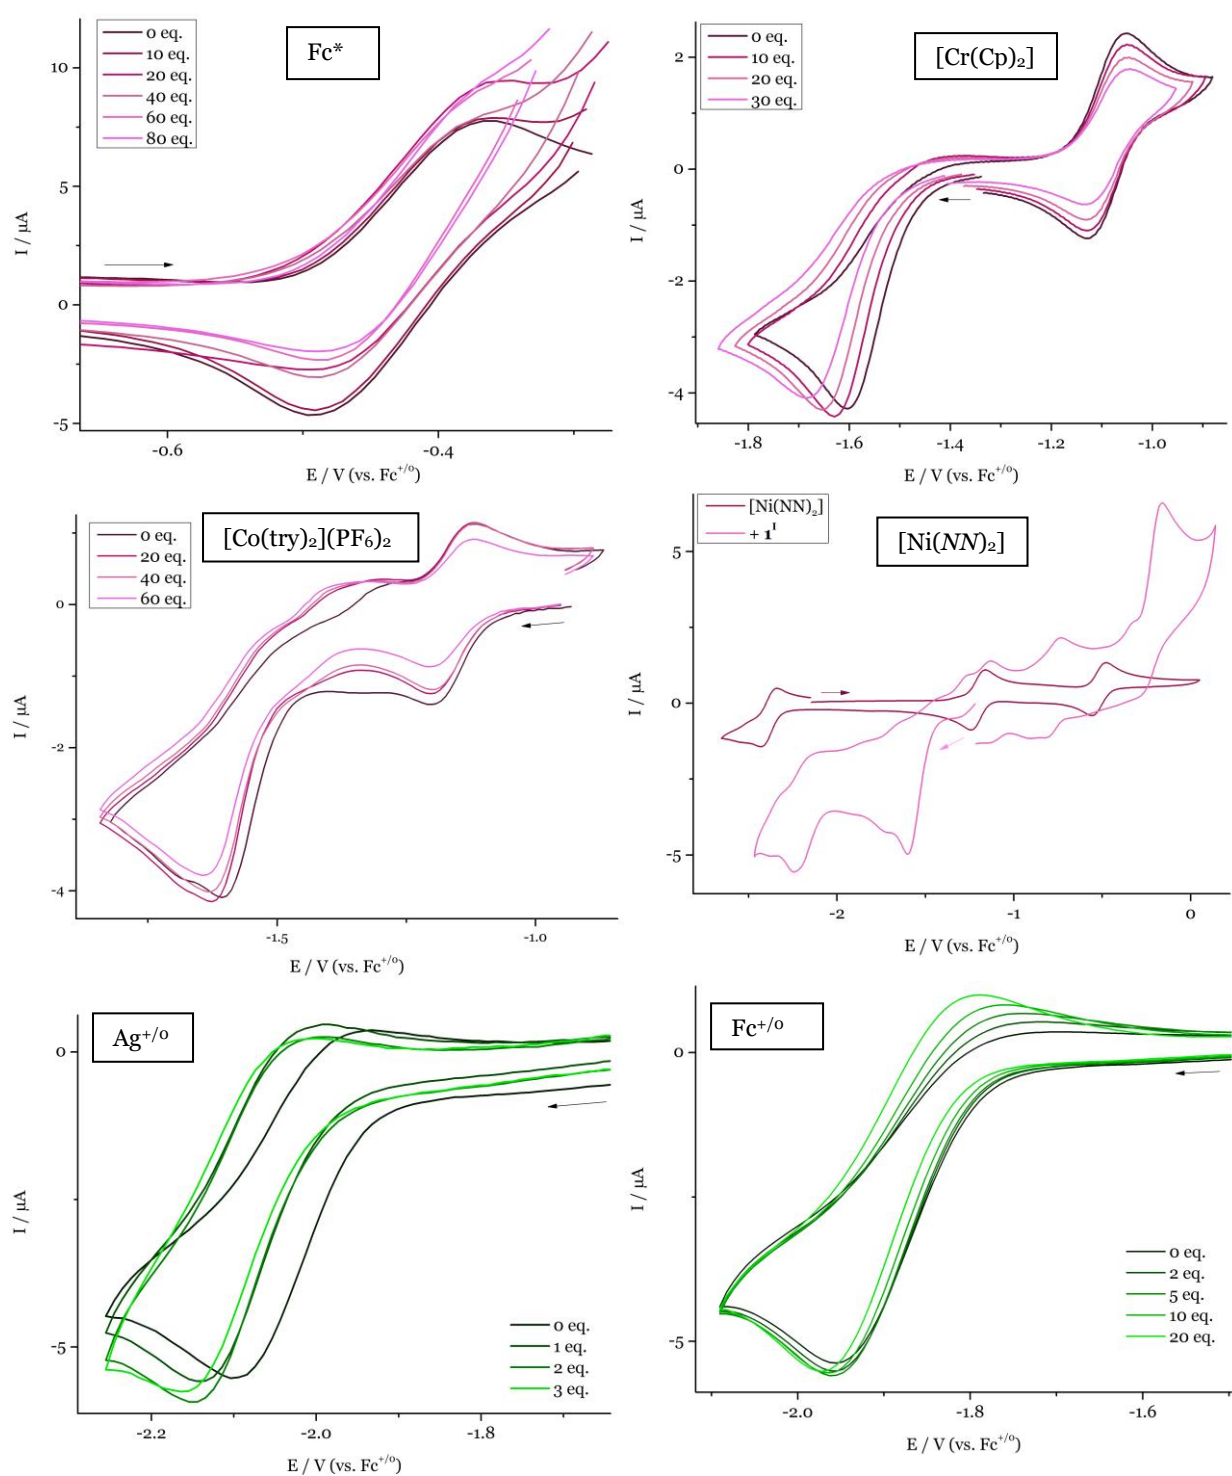 Fc*
0 eq.
10 eq.
20 eq.
40 eq.
60 eq.
80 eq.
10
5
0
-5
-0.6
-0.4
I / µA
E / V (vs. Fc⁺/⁰)
[Cr(Cp)₂]
0 eq.
10 eq.
20 eq.
30 eq.
2
0
-2
-4
-1.8
-1.6
-1.4
-1.2
-1.0
I / µA
E / V (vs. Fc⁺/⁰)
[Co(try)₂](PF₆)₂
0 eq.
20 eq.
40 eq.
60 eq.
0
-2
-4
-1.5
-1.0
I / µA
E / V (vs. Fc⁺/⁰)
[Ni(NN)₂]
[Ni(NN)₂]
+ 1ᴵ
5
0
-5
-2
-1
0
I / µA
E / V (vs. Fc⁺/⁰)
Ag⁺/⁰
0
-5
-2.2
-2.0
-1.8
0 eq.
1 eq.
2 eq.
3 eq.
I / µA
E / V (vs. Fc⁺/⁰)
Fc⁺/⁰
0
-5
-2.0
-1.8
-1.6
0 eq.
2 eq.
5 eq.
10 eq.
20 eq.
I / µA
E / V (vs. Fc⁺/⁰)